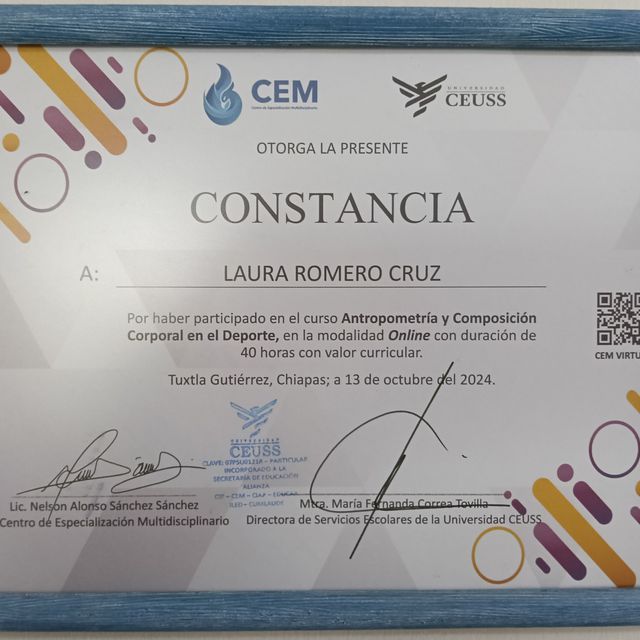 CEM
Centro de Especialización Multidisciplinario
UNIVERSIDAD
CEUSS
OTORGA LA PRESENTE
CONSTANCIA
A: LAURA ROMERO CRUZ
Por haber participado en el curso Antropometría y Composición
Corporal en el Deporte, en la modalidad Online con duración de
40 horas con valor curricular.
CEM VIRTU
Tuxtla Gutiérrez, Chiapas; a 13 de octubre del 2024.
UNIVERSIDAD
CEUSS
PARTICULAR
INCORPORADO A LA
SECRETARÍA DE EDUCACIÓN
ALIANZA
Lic. Nelson Alonso Sánchez Sánchez
Centro de Especialización Multidisciplinario
Mtra. María Fernanda Correa Tovilla
Directora de Servicios Escolares de la Universidad CEUSS